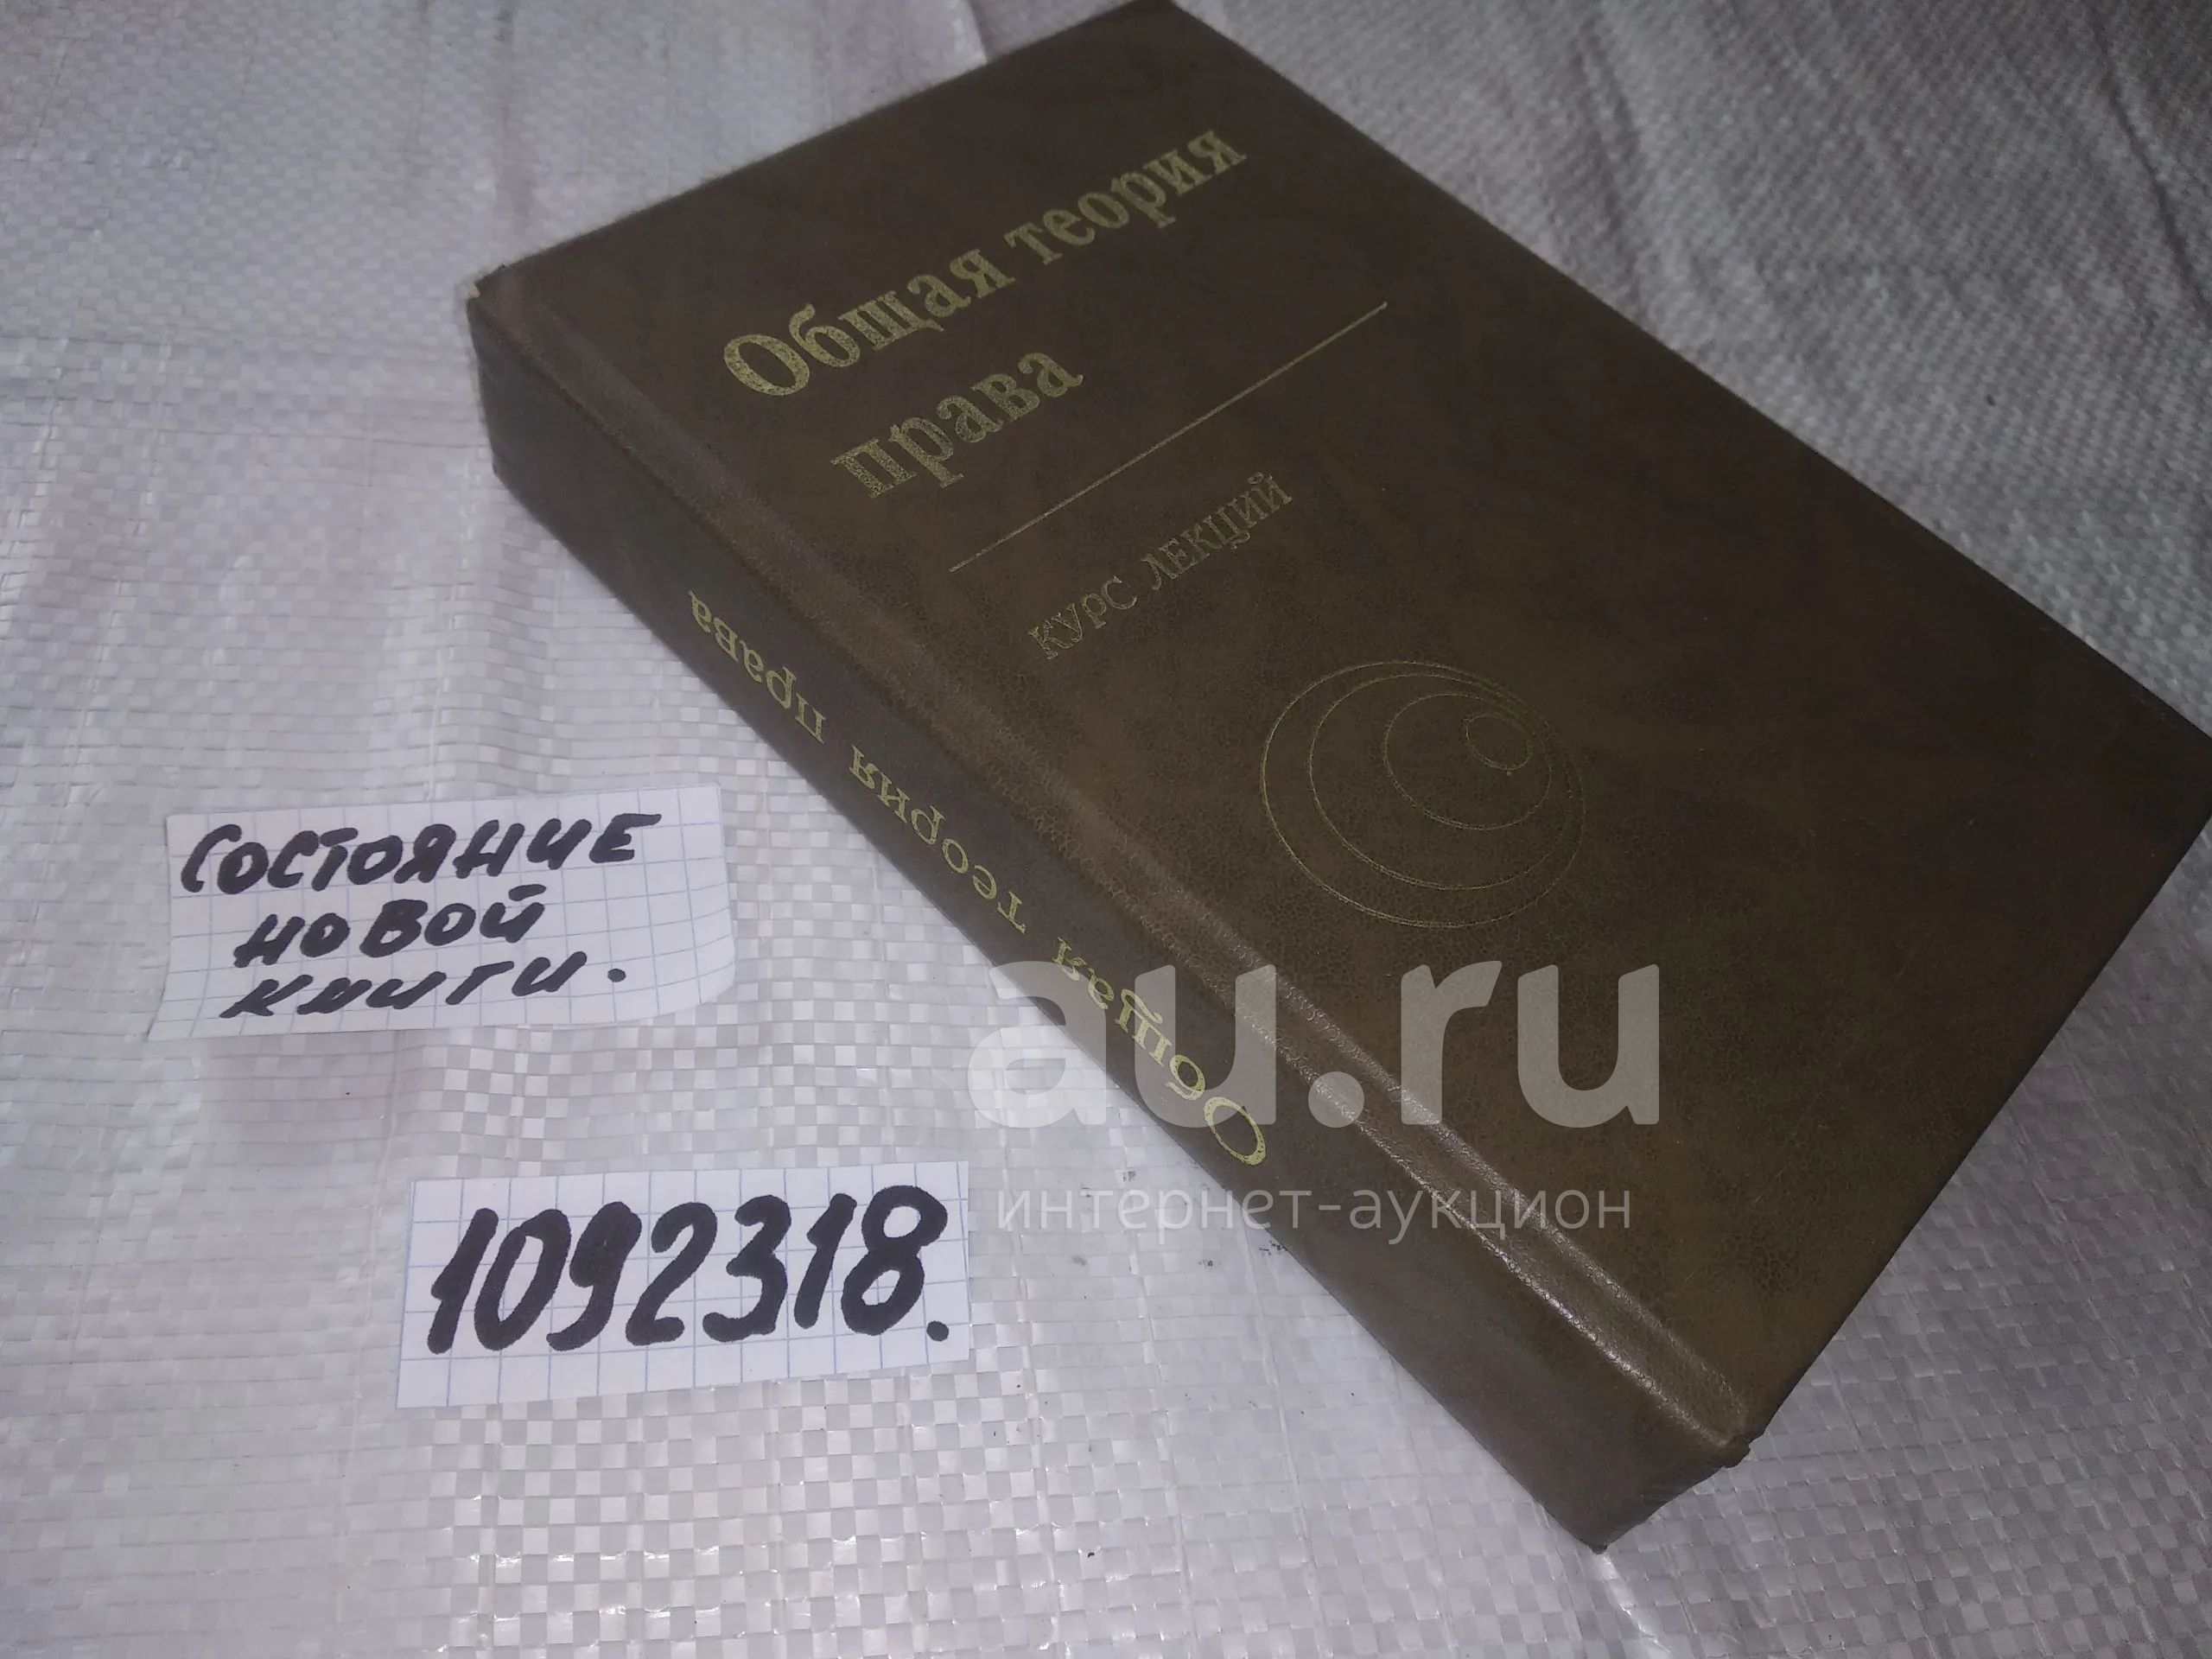 Общая теория
права
КУРС ЛЕКЦИЙ
Общая теория права
СОСТОЯНИЕ
НОВОЙ
КНИГИ.
1092318.
au.ru
интернет-аукцион